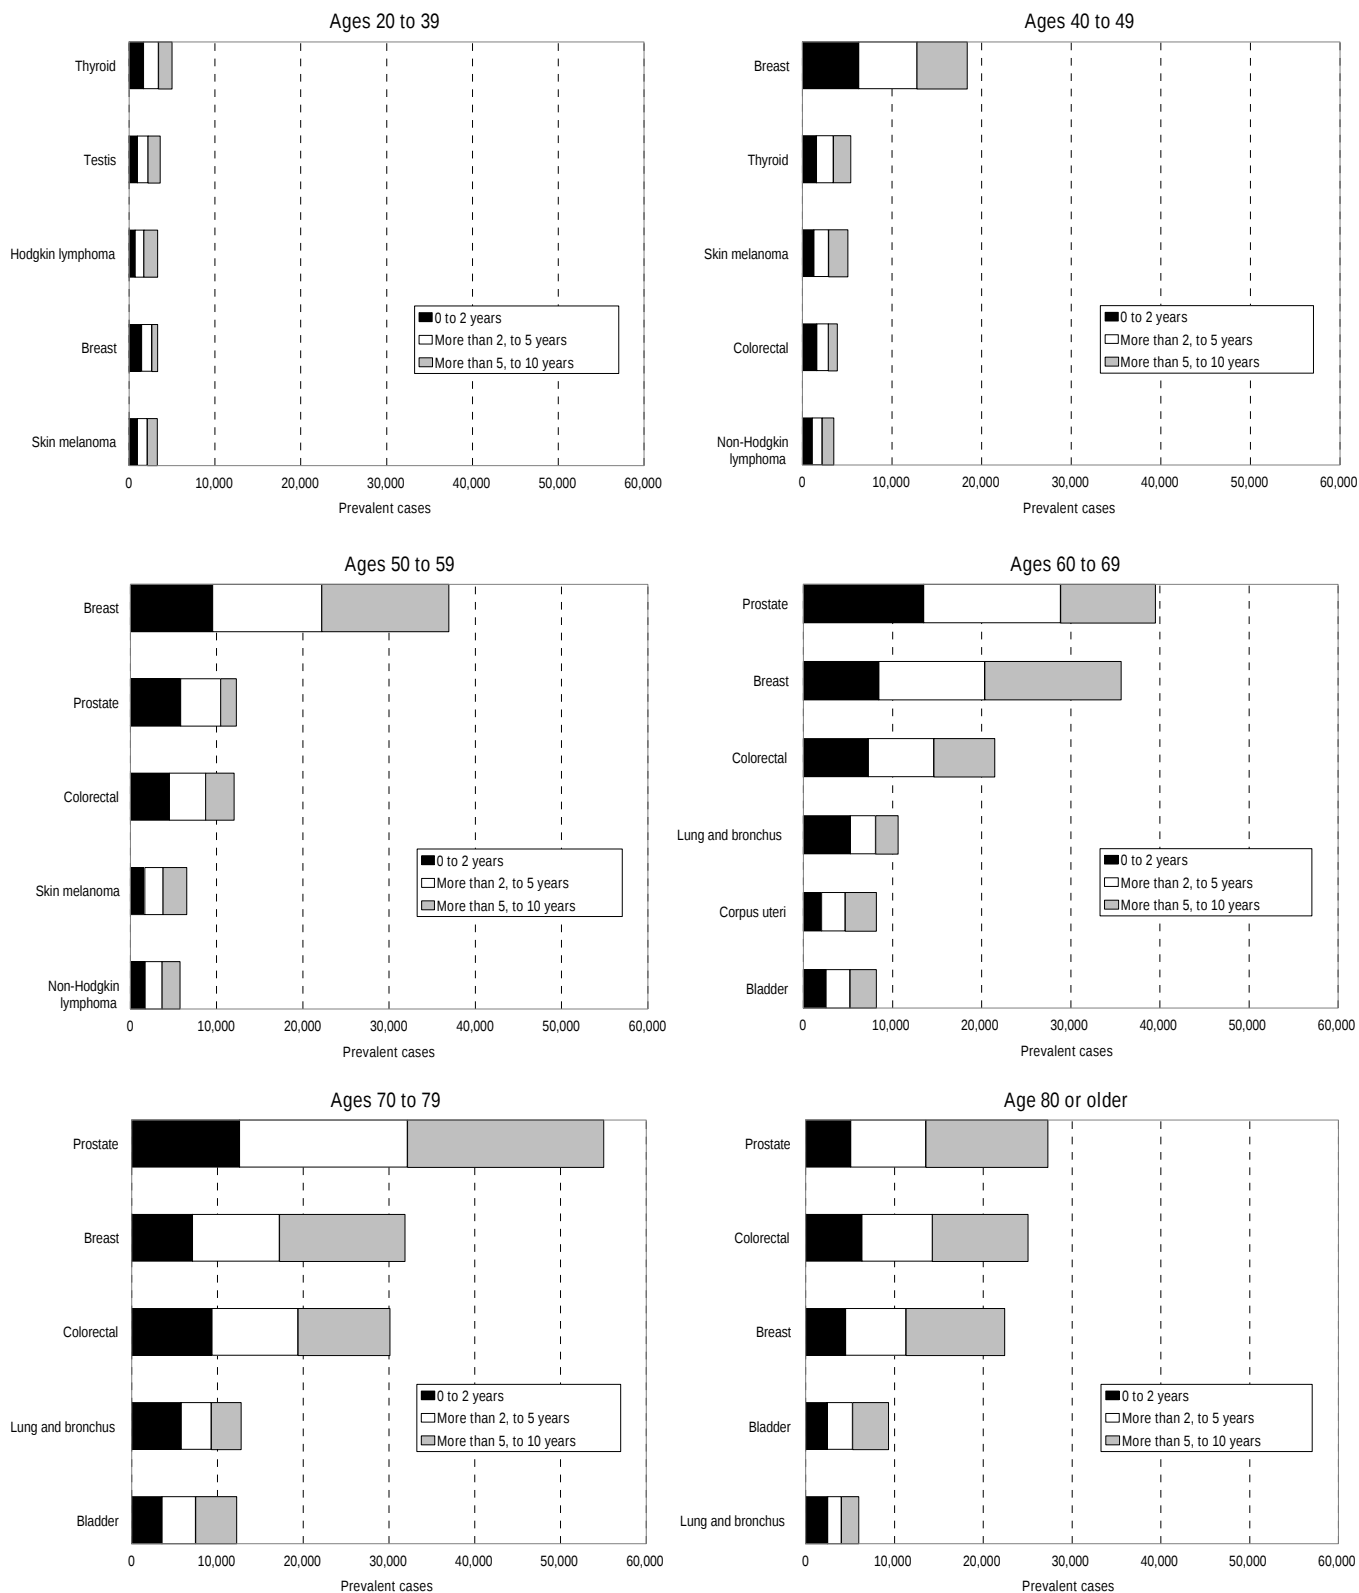 Ages 20 to 39
Thyroid
Testis
Hodgkin lymphoma
Breast
Skin melanoma
0 to 2 years
More than 2, to 5 years
More than 5, to 10 years
0 10,000 20,000 30,000 40,000 50,000 60,000
Prevalent cases
Ages 40 to 49
Breast
Thyroid
Skin melanoma
Colorectal
Non-Hodgkin
lymphoma
0 to 2 years
More than 2, to 5 years
More than 5, to 10 years
0 10,000 20,000 30,000 40,000 50,000 60,000
Prevalent cases
Ages 50 to 59
Breast
Prostate
Colorectal
Skin melanoma
Non-Hodgkin
lymphoma
0 to 2 years
More than 2, to 5 years
More than 5, to 10 years
0 10,000 20,000 30,000 40,000 50,000 60,000
Prevalent cases
Ages 60 to 69
Prostate
Breast
Colorectal
Lung and bronchus
Corpus uteri
Bladder
0 to 2 years
More than 2, to 5 years
More than 5, to 10 years
0 10,000 20,000 30,000 40,000 50,000 60,000
Prevalent cases
Ages 70 to 79
Prostate
Breast
Colorectal
Lung and bronchus
Bladder
0 to 2 years
More than 2, to 5 years
More than 5, to 10 years
0 10,000 20,000 30,000 40,000 50,000 60,000
Prevalent cases
Age 80 or older
Prostate
Colorectal
Breast
Bladder
Lung and bronchus
0 to 2 years
More than 2, to 5 years
More than 5, to 10 years
0 10,000 20,000 30,000 40,000 50,000 60,000
Prevalent cases